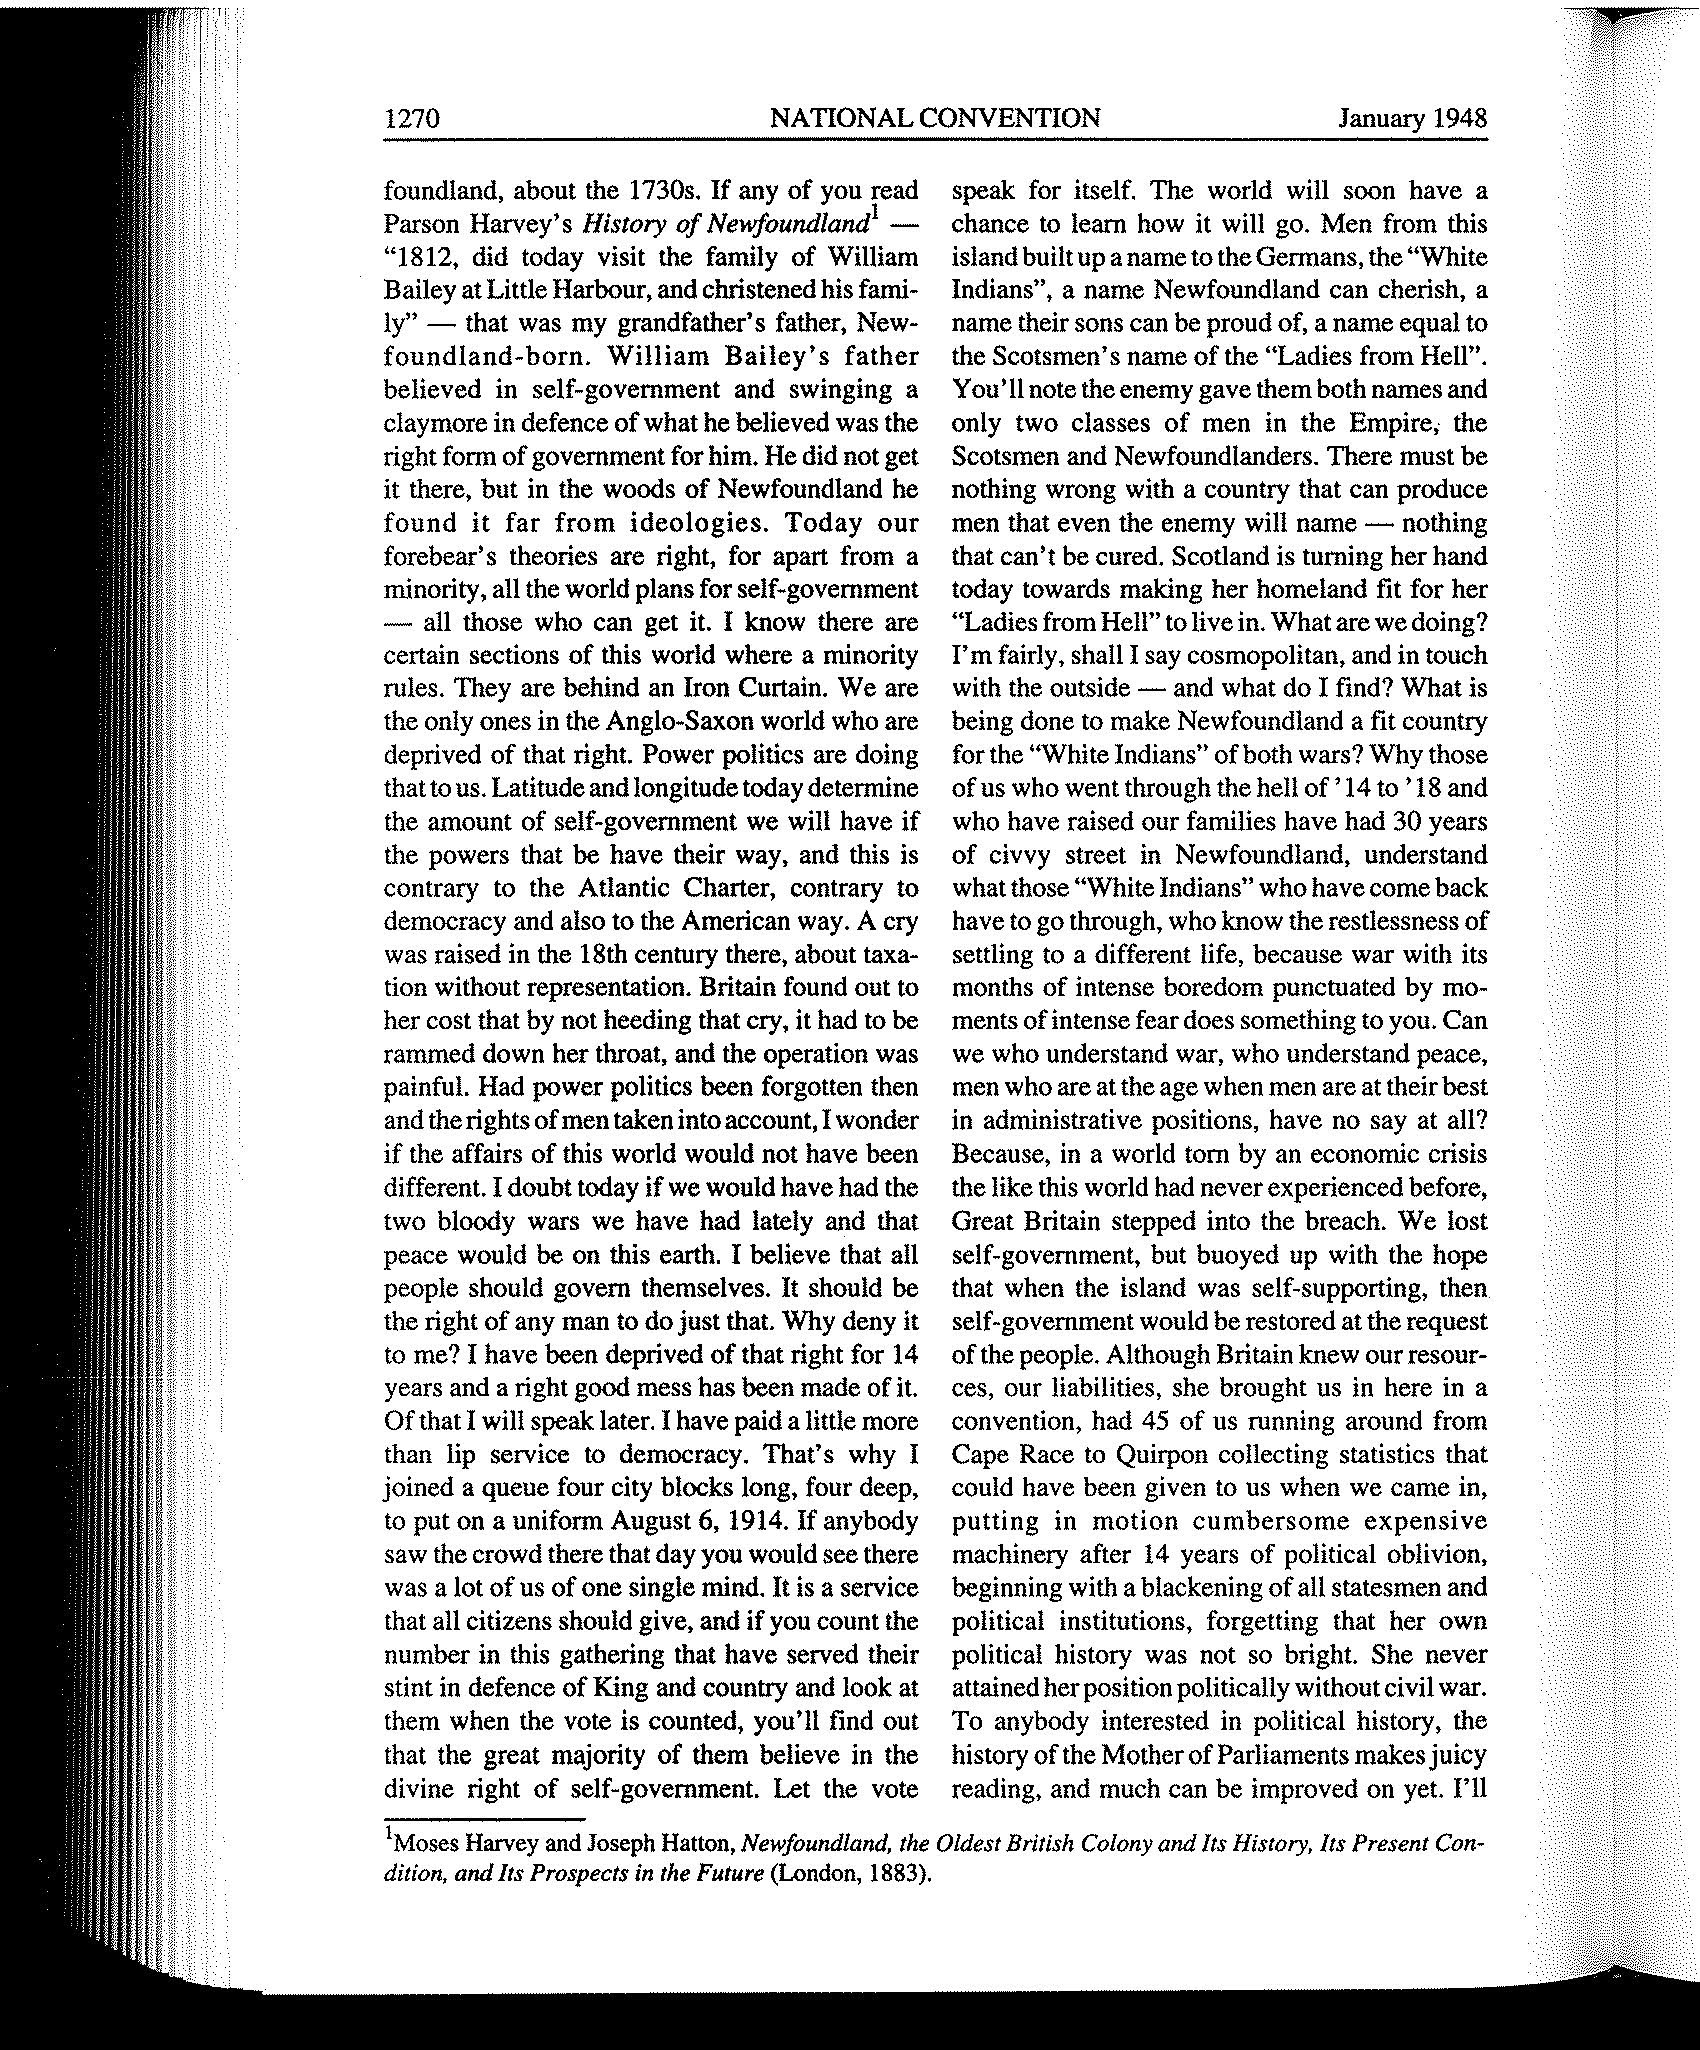 1270 NATIONAL CONVENTION January 1948
foundland, about the 1730s. If any of you read
Parson Harvey's History of Newfoundland¹ —
“1812, did today visit the family of William
Bailey at Little Harbour, and christened his fami-
ly” — that was my grandfather's father, New-
foundland-born. William Bailey's father
believed in self-government and swinging a
claymore in defence of what he believed was the
right form of government for him. He did not get
it there, but in the woods of Newfoundland he
found it far from ideologies. Today our
forebear's theories are right, for apart from a
minority, all the world plans for self-government
— all those who can get it. I know there are
certain sections of this world where a minority
rules. They are behind an Iron Curtain. We are
the only ones in the Anglo-Saxon world who are
deprived of that right. Power politics are doing
that to us. Latitude and longitude today determine
the amount of self-government we will have if
the powers that be have their way, and this is
contrary to the Atlantic Charter, contrary to
democracy and also to the American way. A cry
was raised in the 18th century there, about taxa-
tion without representation. Britain found out to
her cost that by not heeding that cry, it had to be
rammed down her throat, and the operation was
painful. Had power politics been forgotten then
and the rights of men taken into account, I wonder
if the affairs of this world would not have been
different. I doubt today if we would have had the
two bloody wars we have had lately and that
peace would be on this earth. I believe that all
people should govern themselves. It should be
the right of any man to do just that. Why deny it
to me? I have been deprived of that right for 14
years and a right good mess has been made of it.
Of that I will speak later. I have paid a little more
than lip service to democracy. That's why I
joined a queue four city blocks long, four deep,
to put on a uniform August 6, 1914. If anybody
saw the crowd there that day you would see there
was a lot of us of one single mind. It is a service
that all citizens should give, and if you count the
number in this gathering that have served their
stint in defence of King and country and look at
them when the vote is counted, you'll find out
that the great majority of them believe in the
divine right of self-government. Let the vote
speak for itself. The world will soon have a
chance to learn how it will go. Men from this
island built up a name to the Germans, the “White
Indians”, a name Newfoundland can cherish, a
name their sons can be proud of, a name equal to
the Scotsmen's name of the “Ladies from Hell”.
You'll note the enemy gave them both names and
only two classes of men in the Empire, the
Scotsmen and Newfoundlanders. There must be
nothing wrong with a country that can produce
men that even the enemy will name — nothing
that can't be cured. Scotland is turning her hand
today towards making her homeland fit for her
“Ladies from Hell” to live in. What are we doing?
I'm fairly, shall I say cosmopolitan, and in touch
with the outside — and what do I find? What is
being done to make Newfoundland a fit country
for the “White Indians” of both wars? Why those
of us who went through the hell of '14 to '18 and
who have raised our families have had 30 years
of civvy street in Newfoundland, understand
what those “White Indians” who have come back
have to go through, who know the restlessness of
settling to a different life, because war with its
months of intense boredom punctuated by mo-
ments of intense fear does something to you. Can
we who understand war, who understand peace,
men who are at the age when men are at their best
in administrative positions, have no say at all?
Because, in a world torn by an economic crisis
the like this world had never experienced before,
Great Britain stepped into the breach. We lost
self-government, but buoyed up with the hope
that when the island was self-supporting, then
self-government would be restored at the request
of the people. Although Britain knew our resour-
ces, our liabilities, she brought us in here in a
convention, had 45 of us running around from
Cape Race to Quirpon collecting statistics that
could have been given to us when we came in,
putting in motion cumbersome expensive
machinery after 14 years of political oblivion,
beginning with a blackening of all statesmen and
political institutions, forgetting that her own
political history was not so bright. She never
attained her position politically without civil war.
To anybody interested in political history, the
history of the Mother of Parliaments makes juicy
reading, and much can be improved on yet. I'll
¹Moses Harvey and Joseph Hatton, Newfoundland, the Oldest British Colony and Its History, Its Present Con-
dition, and Its Prospects in the Future (London, 1883).